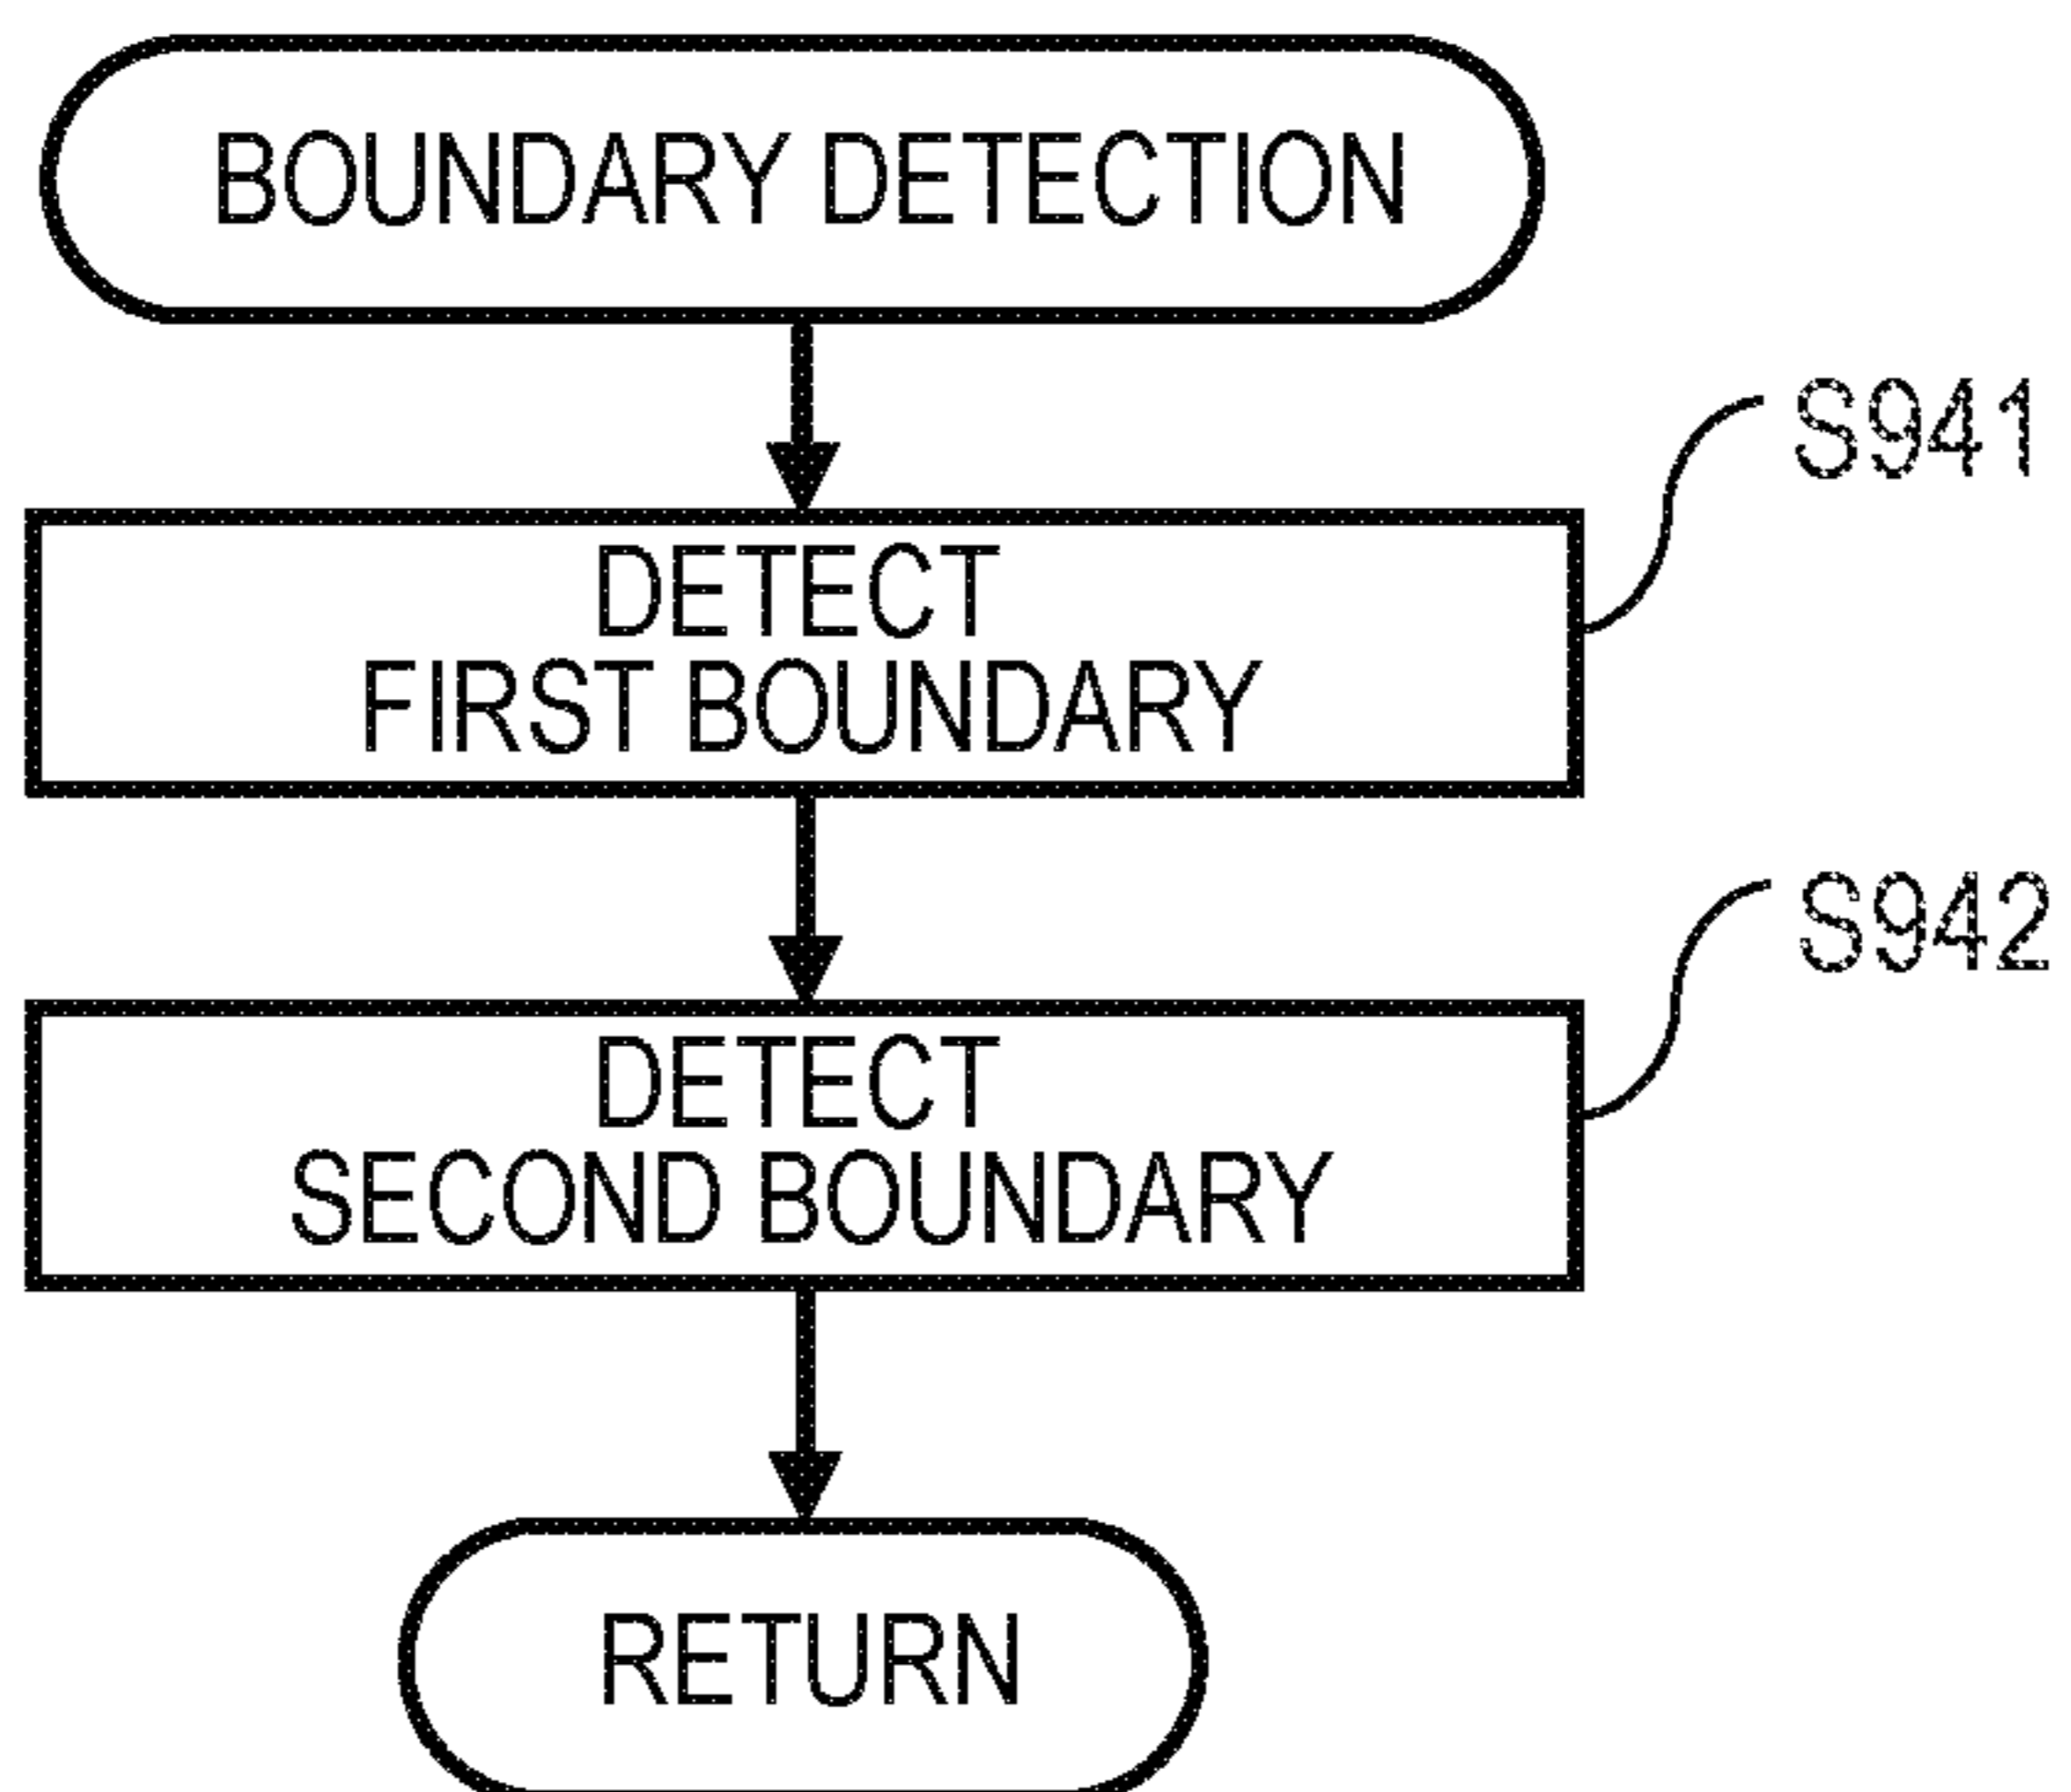 BOUNDARY DETECTION
S941
DETECT
FIRST BOUNDARY
S942
DETECT
SECOND BOUNDARY
RETURN